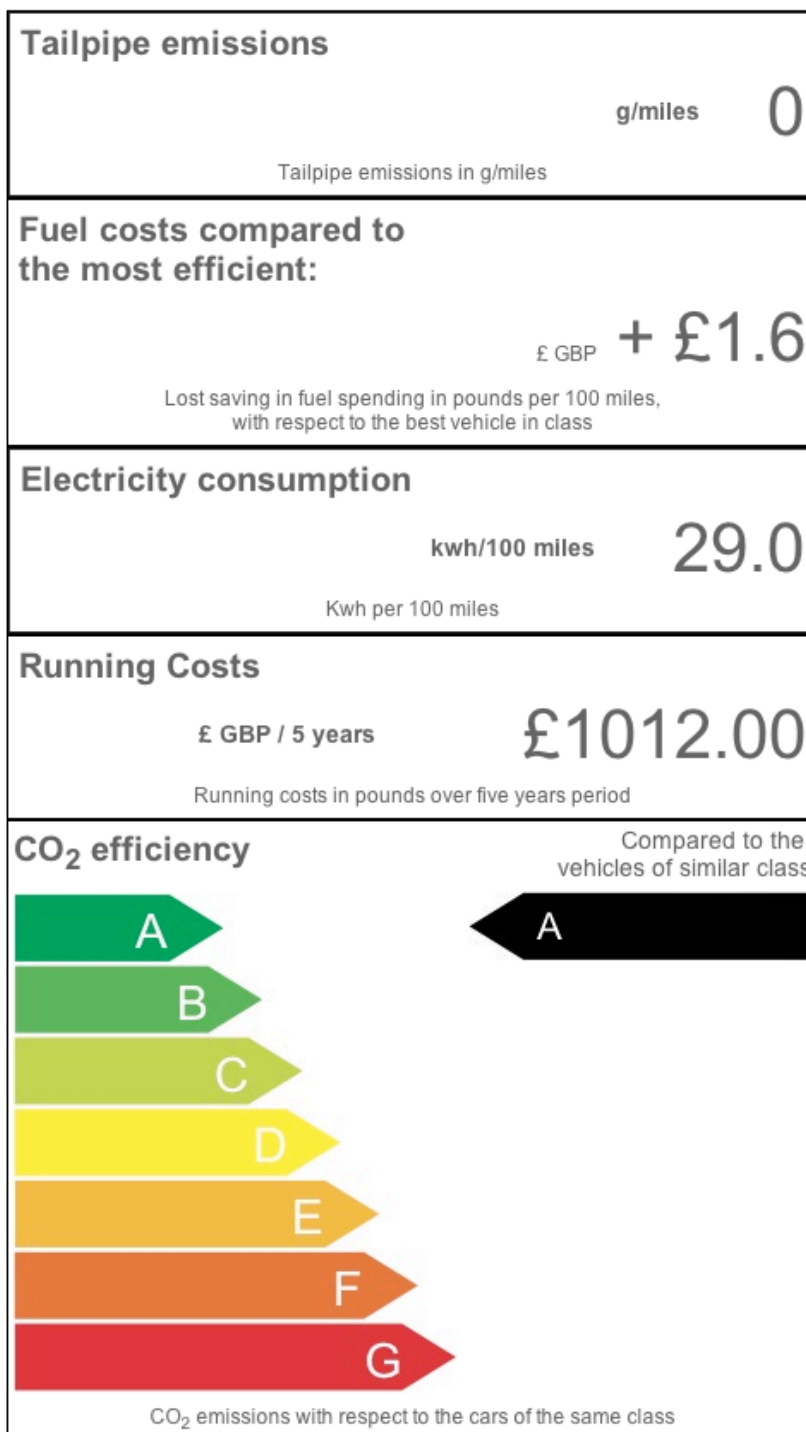 Tailpipe emissions
g/miles 0
Tailpipe emissions in g/miles
Fuel costs compared to
the most efficient:
£ GBP + £1.6
Lost saving in fuel spending in pounds per 100 miles,
with respect to the best vehicle in class
Electricity consumption
kwh/100 miles 29.0
Kwh per 100 miles
Running Costs
£ GBP / 5 years £1012.00
Running costs in pounds over five years period
CO₂ efficiency
Compared to the
vehicles of similar class
A A
B
C
D
E
F
G
CO₂ emissions with respect to the cars of the same class